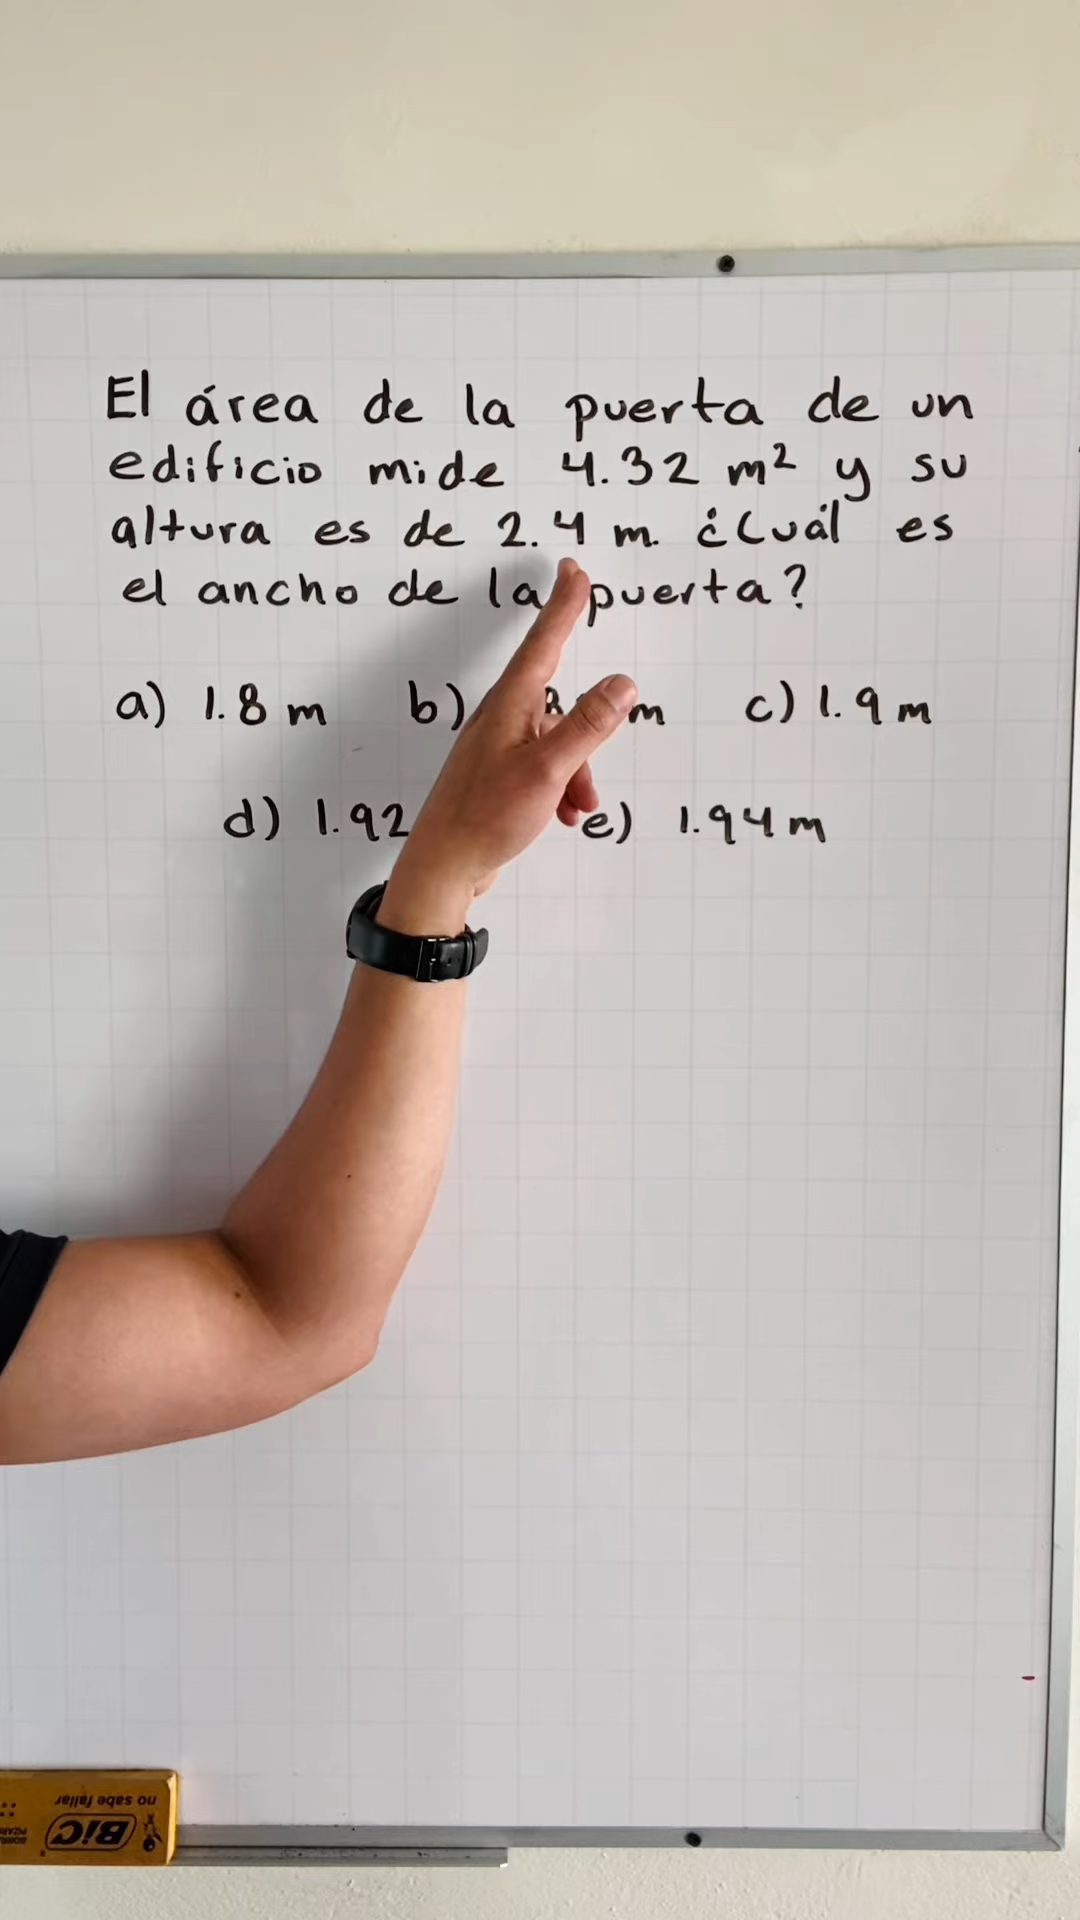 El área de la puerta de un
edificio mide 4.32 m² y su
altura es de 2.4 m. ¿Cuál es
el ancho de la puerta?
a) 1.8 m b) m c) 1.9 m
d) 1.92 e) 1.94 m
no sabe fallar
BIC